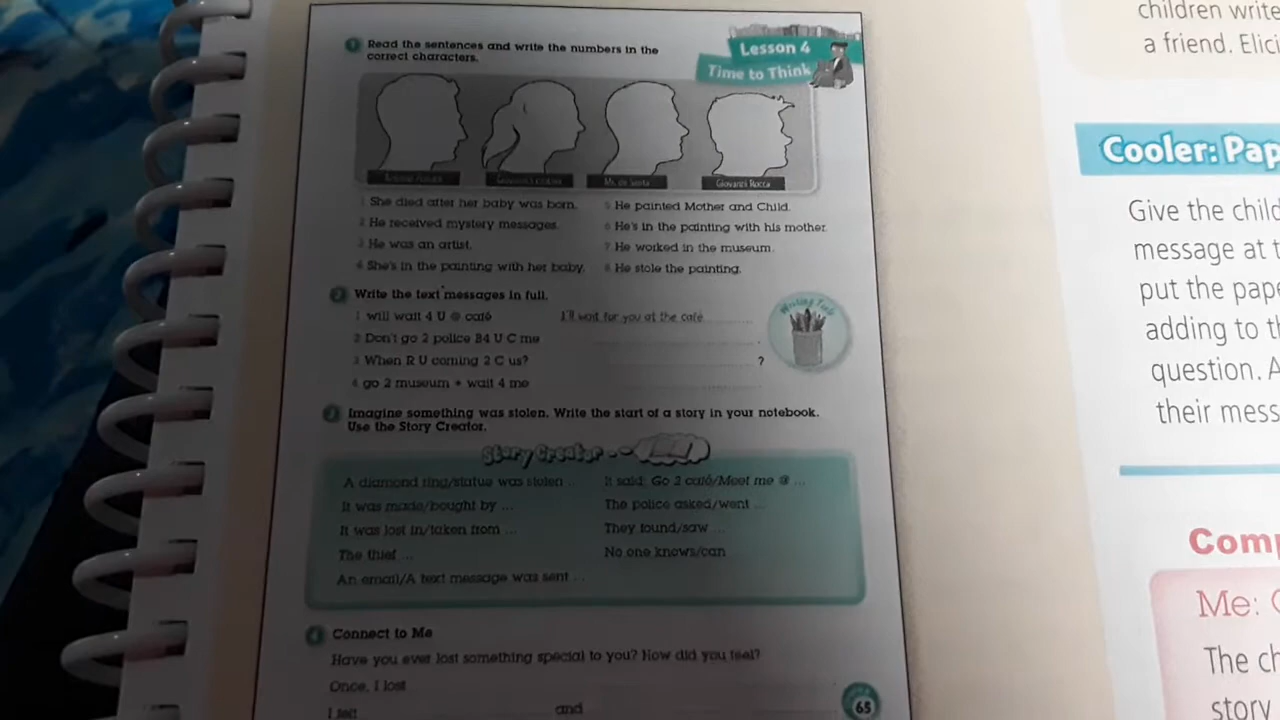 1 Read the sentences and write the numbers in the
correct characters.
Lesson 4
Time to Think
Mr. de Sota
Giovanni Rocca
1 She died after her baby was born.
2 He received mystery messages.
3 He was an artist.
4 She's in the painting with her baby.
5 He painted Mother and Child.
6 He's in the painting with his mother.
7 He worked in the museum.
8 He stole the painting.
2 Write the text messages in full.
1 will wait 4 U @ café I'll wait for you at the café
2 Don't go 2 police B4 U C me .
3 When R U coming 2 C us? ?
4 go 2 museum + wait 4 me
Writing
3 Imagine something was stolen. Write the start of a story in your notebook.
Use the Story Creator.
Story Creator
A diamond ring/statue was stolen ...
It was made/bought by ...
It was lost in/taken from ...
The thief ...
An email/A text message was sent ...
It said: Go 2 café/Meet me @ ...
The police asked/went ...
They found/saw ...
No one knows/can
4 Connect to Me
Have you ever lost something special to you? How did you feel?
Once, I lost
I felt and
65
children write
a friend. Elici
Cooler: Pap
Give the child
message at t
put the pape
adding to th
question. A
their mess
Comp
Me:
The ch
story